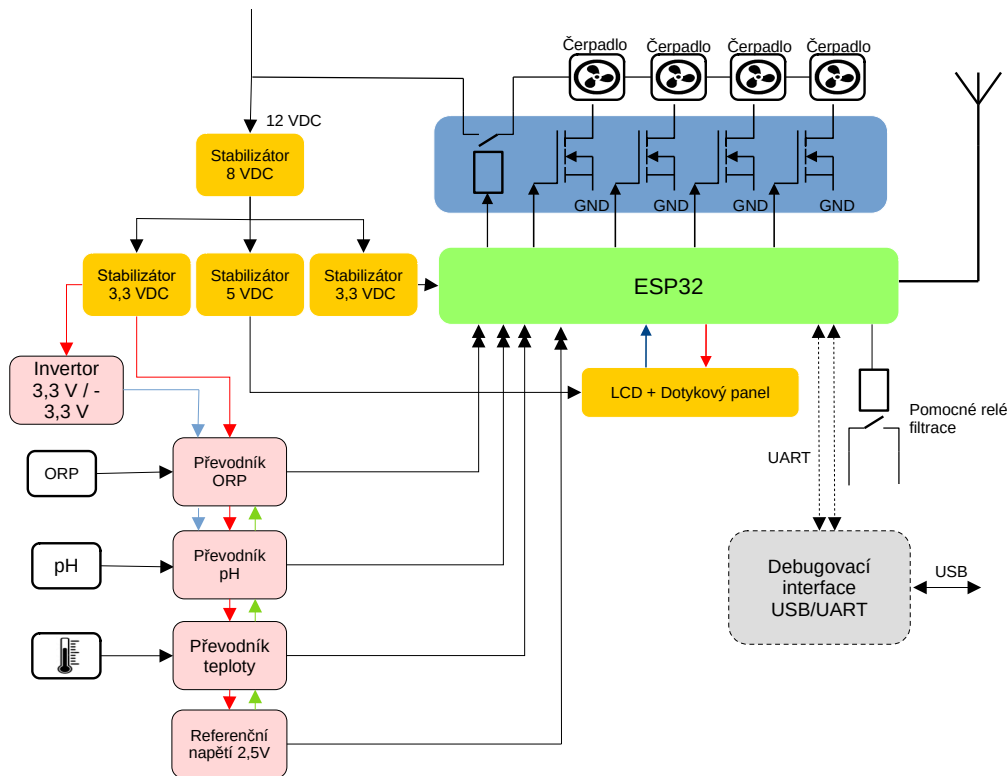 Čerpadlo
Čerpadlo
Čerpadlo
Čerpadlo
12 VDC
Stabilizátor
8 VDC
GND
GND
GND
GND
Stabilizátor
3,3 VDC
Stabilizátor
5 VDC
Stabilizátor
3,3 VDC
ESP32
Invertor
3,3 V / -
3,3 V
LCD + Dotykový panel
Pomocné relé
filtrace
UART
ORP
Převodník
ORP
pH
Převodník
pH
Debugovací
interface
USB/UART
USB
Převodník
teploty
Referenční
napětí 2,5V